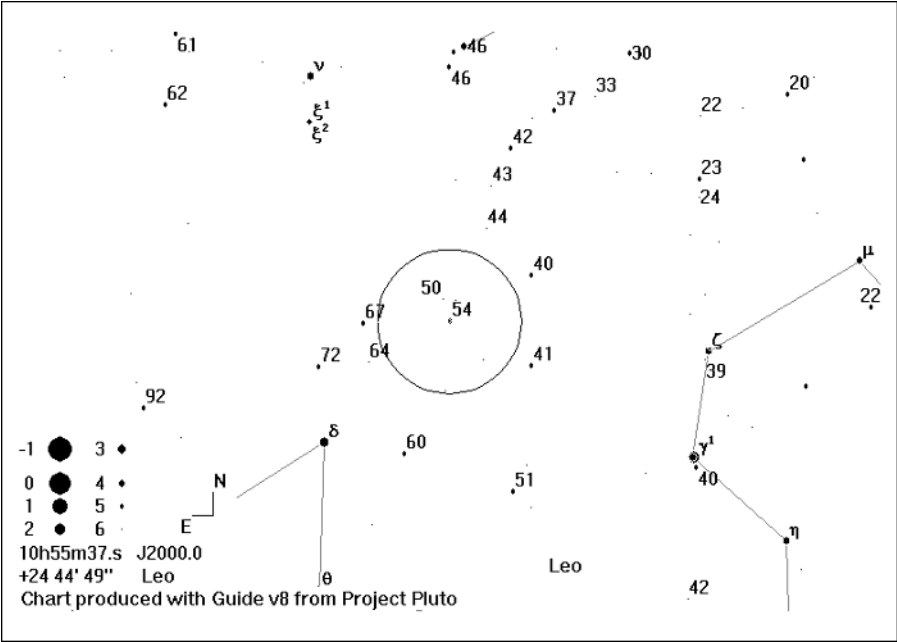 61
46
ν
30
46
62
20
37
33
ξ¹
22
ξ²
42
43
23
24
44
μ
40
50
22
54
67
ζ
72
64
41
39
92
δ
-1 3
60
γ¹
40
0 4
N
51
1 5
η
2 6
E
10h55m37.s J2000.0
+24 44' 49" Leo
Leo
θ
42
Chart produced with Guide v8 from Project Pluto